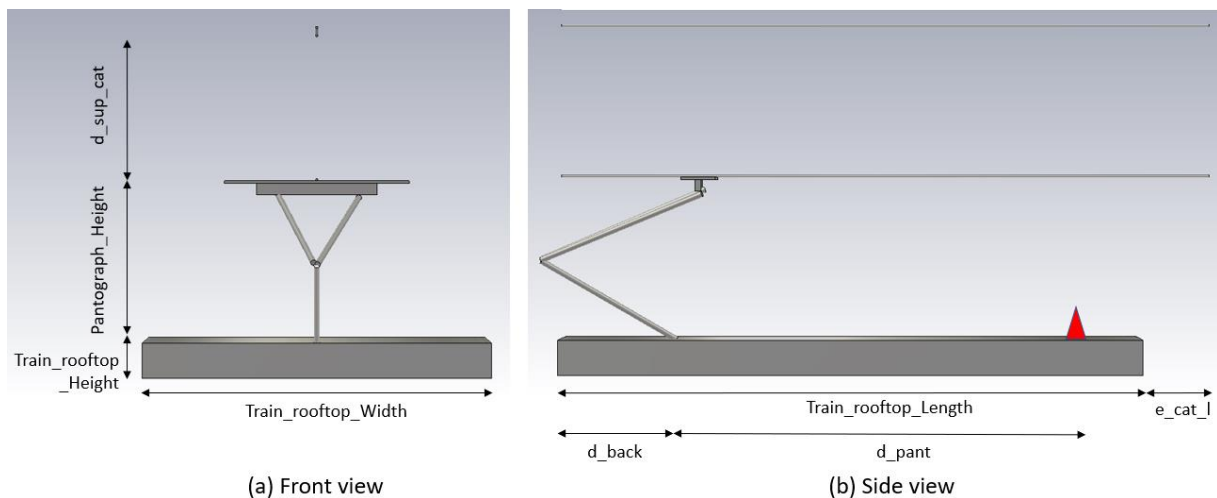 d_sup_cat
Pantograph_Height
Train_rooftop
_Height
Train_rooftop_Width
(a) Front view
Train_rooftop_Length
e_cat_l
d_back
d_pant
(b) Side view